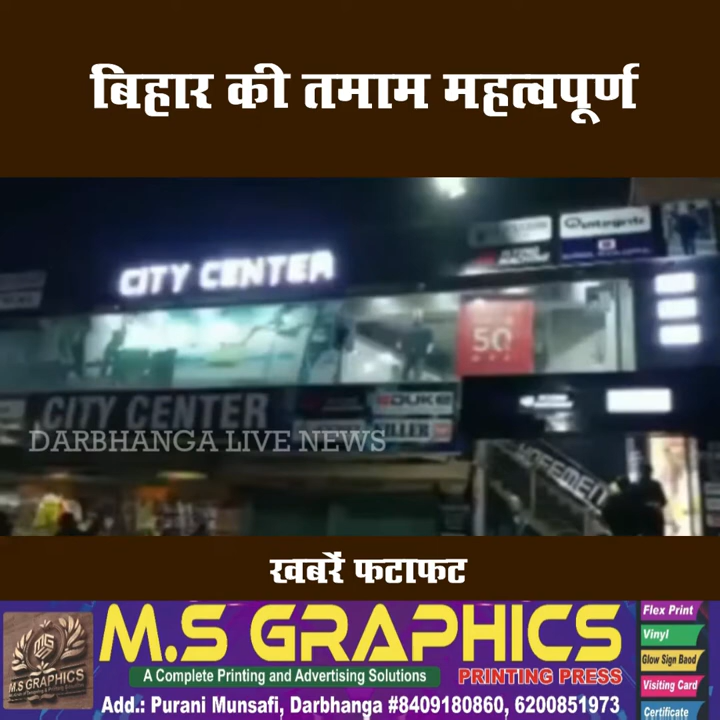 बिहार की तमाम महत्वपूर्ण
CITY CENTER
50
CITY CENTER
DUKE
DARBHANGA LIVE NEWS
खबरें फटाफट
M.S GRAPHICS
A Complete Printing and Advertising Solutions
PRINTING PRESS
Add.: Purani Munsafi, Darbhanga #8409180860, 6200851973
M.S GRAPHICS
Flex Print
Vinyl
Glow Sign Baod
Visiting Card
Certificate